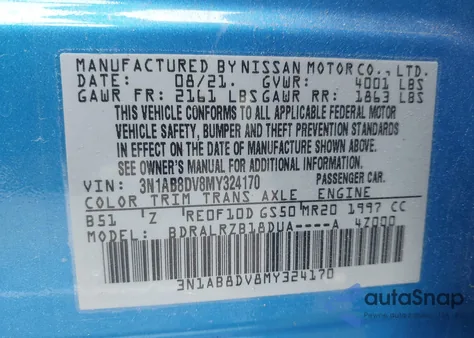 MANUFACTURED BY NISSAN MOTOR CO., LTD.
DATE: 08/21. GVWR: 4001 LBS
GAWR FR: 2161 LBS GAWR RR: 1863 LBS
THIS VEHICLE CONFORMS TO ALL APPLICABLE FEDERAL MOTOR
VEHICLE SAFETY, BUMPER AND THEFT PREVENTION STANDARDS
IN EFFECT ON THE DATE OF MANUFACTURE SHOWN ABOVE.
SEE OWNER'S MANUAL FOR ADDITIONAL INFORMATION.
VIN: 3N1AB8DV8MY324170 PASSENGER CAR.
COLOR TRIM TRANS AXLE ENGINE
B51 Z RE0F10D GS50 MR20 1997 CC
MODEL: BDRALRZB18DUA----A 4Z000
3N1AB8DV8MY324170
autoSnap